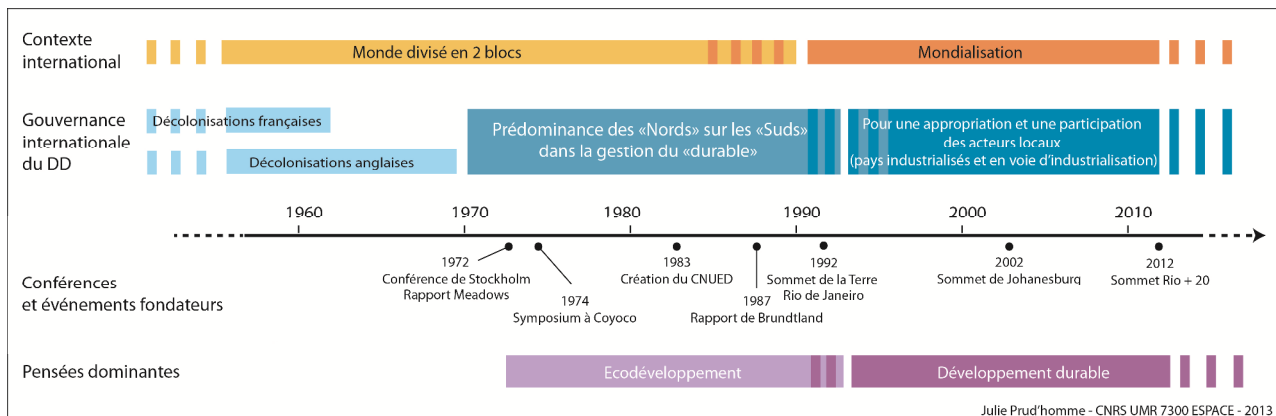 Contexte
international
Monde divisé en 2 blocs
Mondialisation
Gouvernance
internationale
du DD
Décolonisations françaises
Décolonisations anglaises
Prédominance des «Nords» sur les «Suds»
dans la gestion du «durable»
Pour une appropriation et une participation
des acteurs locaux
(pays industrialisés et en voie d'industrialisation)
1960
1970
1980
1990
2000
2010
Conférences
et événements fondateurs
1972
Conférence de Stockholm
Rapport Meadows
1974
Symposium à Coyoco
1983
Création du CNUED
1987
Rapport de Brundtland
1992
Sommet de la Terre
Rio de Janeiro
2002
Sommet de Johanesburg
2012
Sommet Rio + 20
Pensées dominantes
Ecodéveloppement
Développement durable
Julie Prud'homme - CNRS UMR 7300 ESPACE - 2013